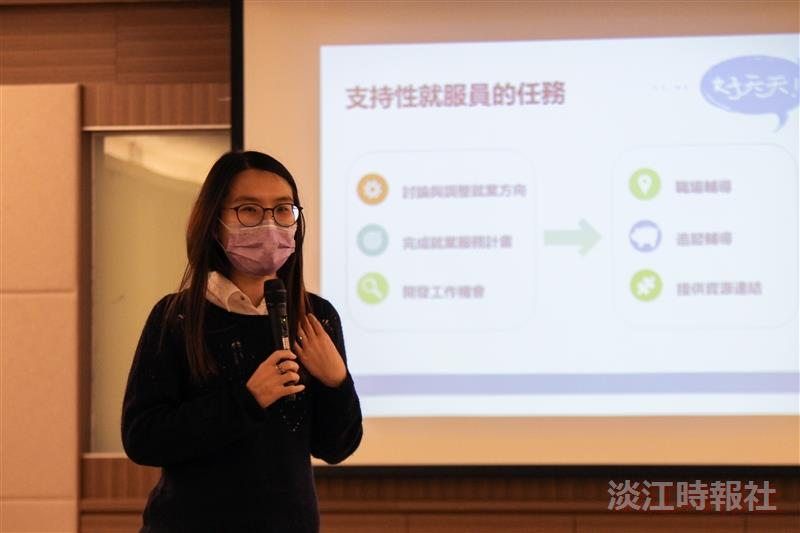 好天天!
支持性就服員的任務
討論與調整就業方向
完成就業服務計畫
開發工作機會
職場輔導
追蹤輔導
提供資源連結
淡江時報社